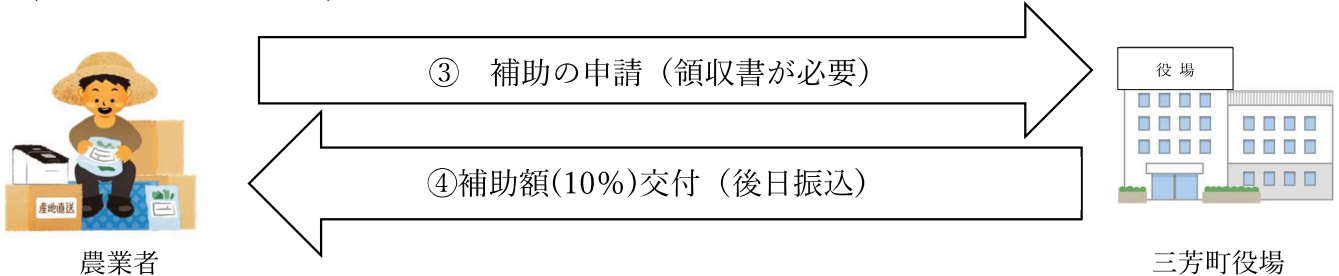 ③　補助の申請（領収書が必要）
役場
④補助額(10%)交付（後日振込）
産地直送
農業者
三芳町役場